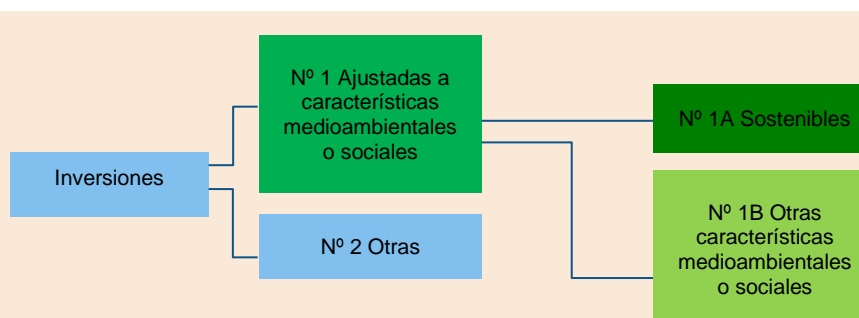 Inversiones
Nº 1 Ajustadas a
características
medioambientales
o sociales
Nº 2 Otras
Nº 1A Sostenibles
Nº 1B Otras
características
medioambientales
o sociales